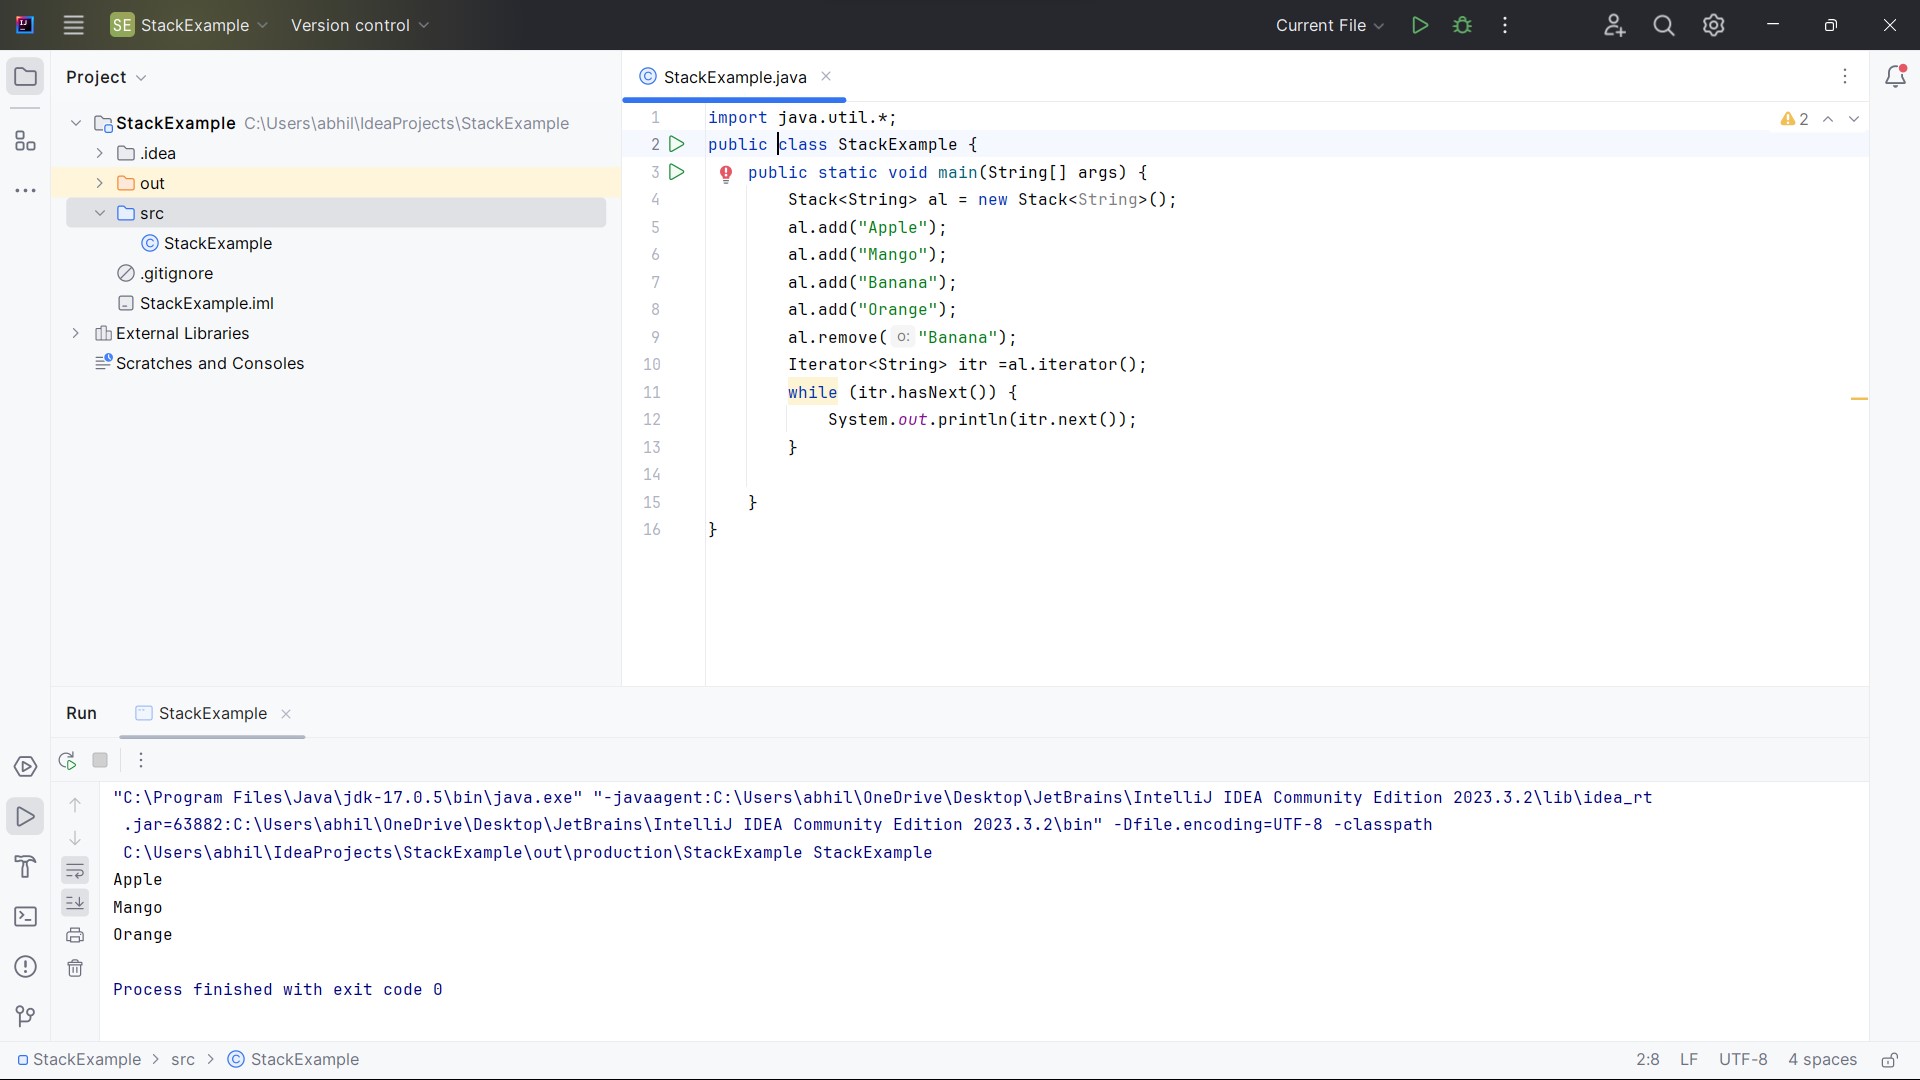 SE StackExample Version control Current File
Project
StackExample.java
StackExample C:\Users\abhil\IdeaProjects\StackExample
.idea
out
src
StackExample
.gitignore
StackExample.iml
External Libraries
Scratches and Consoles
2
1 import java.util.*;
2 public class StackExample {
3 public static void main(String[] args) {
4 Stack<String> al = new Stack<String>();
5 al.add("Apple");
6 al.add("Mango");
7 al.add("Banana");
8 al.add("Orange");
9 al.remove( o: "Banana");
10 Iterator<String> itr =al.iterator();
11 while (itr.hasNext()) {
12 System.out.println(itr.next());
13 }
14
15 }
16 }
Run StackExample
"C:\Program Files\Java\jdk-17.0.5\bin\java.exe" "-javaagent:C:\Users\abhil\OneDrive\Desktop\JetBrains\IntelliJ IDEA Community Edition 2023.3.2\lib\idea_rt
.jar=63882:C:\Users\abhil\OneDrive\Desktop\JetBrains\IntelliJ IDEA Community Edition 2023.3.2\bin" -Dfile.encoding=UTF-8 -classpath
C:\Users\abhil\IdeaProjects\StackExample\out\production\StackExample StackExample
Apple
Mango
Orange
Process finished with exit code 0
StackExample > src > StackExample 2:8 LF UTF-8 4 spaces